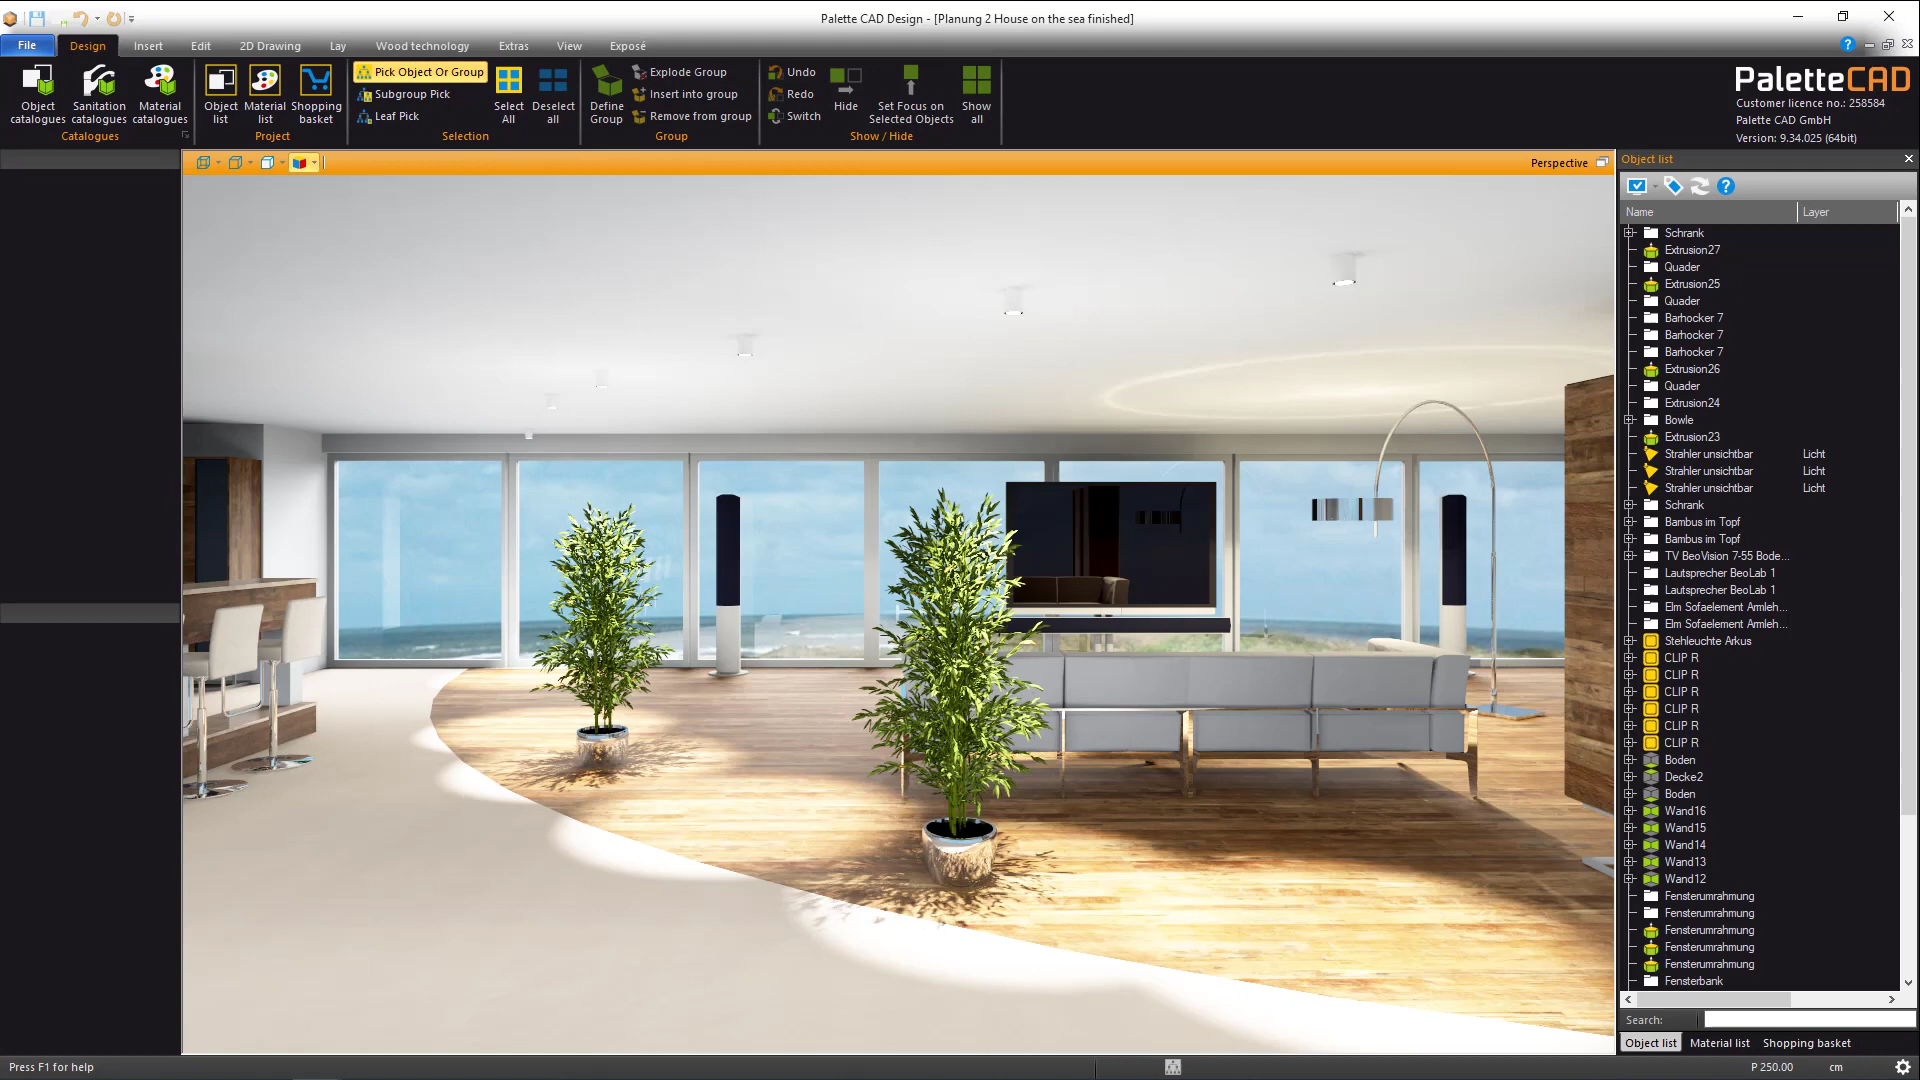 Palette CAD Design - [Planung 2 House on the sea finished]
File Design Insert Edit 2D Drawing Lay Wood technology Extras View Exposé
Object catalogues
Sanitation catalogues
Material catalogues
Catalogues
Object list
Material list
Shopping basket
Project
Pick Object Or Group
Subgroup Pick
Leaf Pick
Select All
Deselect all
Selection
Define Group
Explode Group
Insert into group
Remove from group
Group
Undo
Redo
Switch
Hide
Set Focus on Selected Objects
Show all
Show / Hide
PaletteCAD
Customer licence no.: 258584
Palette CAD GmbH
Version: 9.34.025 (64bit)
Perspective
Object list
Name Layer
Schrank
Extrusion27
Quader
Extrusion25
Quader
Barhocker 7
Barhocker 7
Barhocker 7
Extrusion26
Quader
Extrusion24
Bowle
Extrusion23
Strahler unsichtbar Licht
Strahler unsichtbar Licht
Strahler unsichtbar Licht
Schrank
Bambus im Topf
Bambus im Topf
TV BeoVision 7-55 Bode...
Lautsprecher BeoLab 1
Lautsprecher BeoLab 1
Elm Sofaelement Armleh...
Elm Sofaelement Armleh...
Stehleuchte Arkus
CLIP R
CLIP R
CLIP R
CLIP R
CLIP R
CLIP R
Boden
Decke2
Boden
Wand16
Wand15
Wand14
Wand13
Wand12
Fensterumrahmung
Fensterumrahmung
Fensterumrahmung
Fensterumrahmung
Fensterumrahmung
Fensterbank
Search:
Object list Material list Shopping basket
Press F1 for help P 250.00 cm